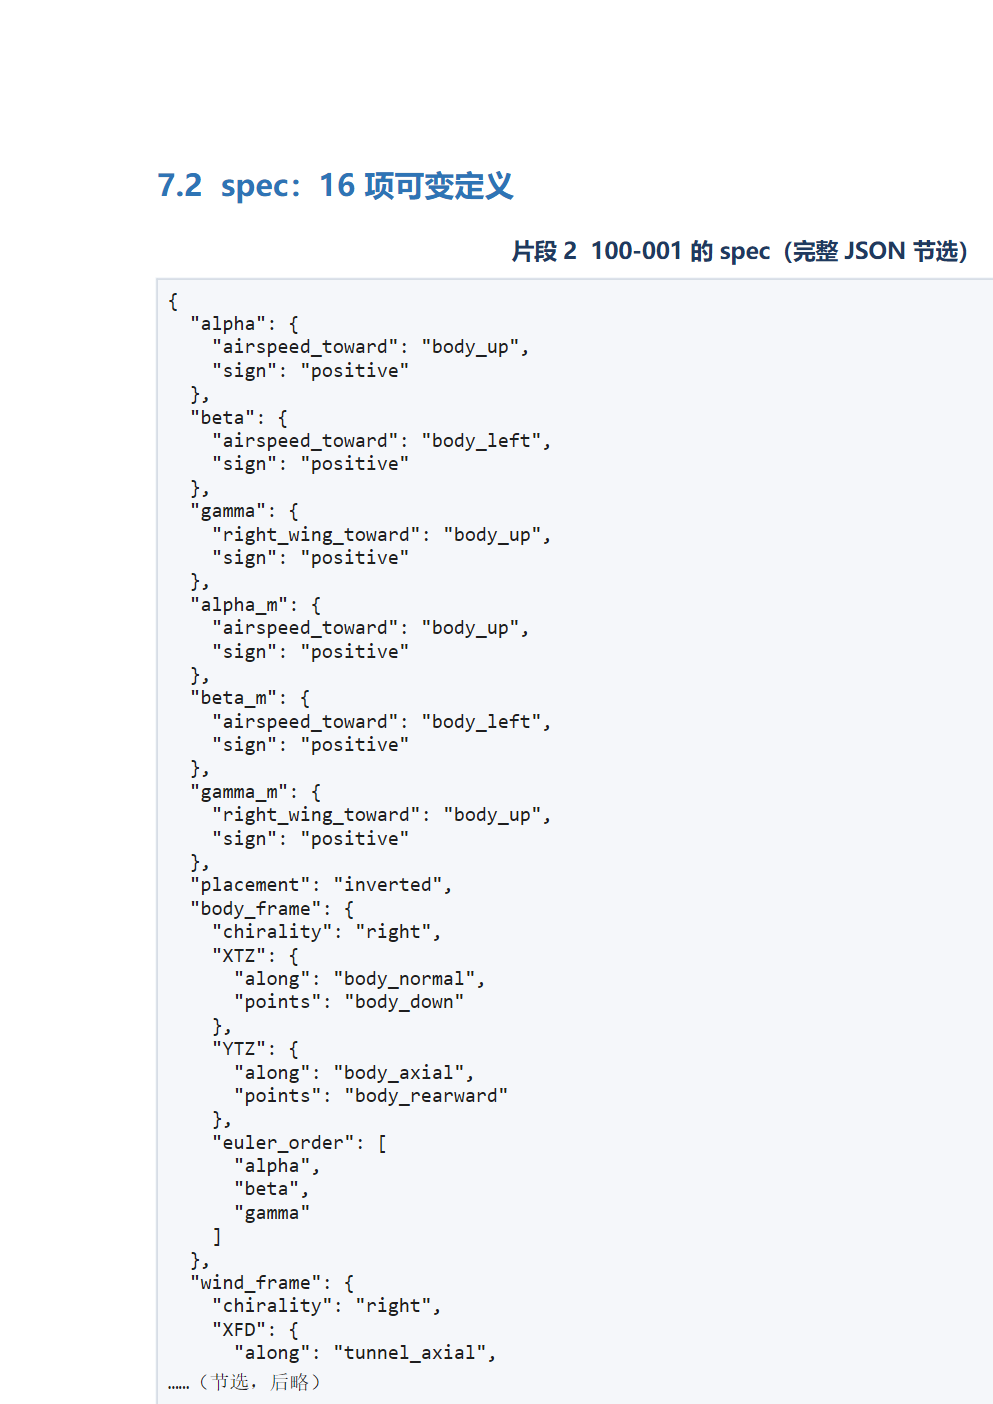 7.2 spec：16 项可变定义
片段 2 100-001 的 spec（完整 JSON 节选）
{
  "alpha": {
    "airspeed_toward": "body_up",
    "sign": "positive"
  },
  "beta": {
    "airspeed_toward": "body_left",
    "sign": "positive"
  },
  "gamma": {
    "right_wing_toward": "body_up",
    "sign": "positive"
  },
  "alpha_m": {
    "airspeed_toward": "body_up",
    "sign": "positive"
  },
  "beta_m": {
    "airspeed_toward": "body_left",
    "sign": "positive"
  },
  "gamma_m": {
    "right_wing_toward": "body_up",
    "sign": "positive"
  },
  "placement": "inverted",
  "body_frame": {
    "chirality": "right",
    "XTZ": {
      "along": "body_normal",
      "points": "body_down"
    },
    "YTZ": {
      "along": "body_axial",
      "points": "body_rearward"
    },
    "euler_order": [
      "alpha",
      "beta",
      "gamma"
    ]
  },
  "wind_frame": {
    "chirality": "right",
    "XFD": {
      "along": "tunnel_axial",
……（节选，后略）